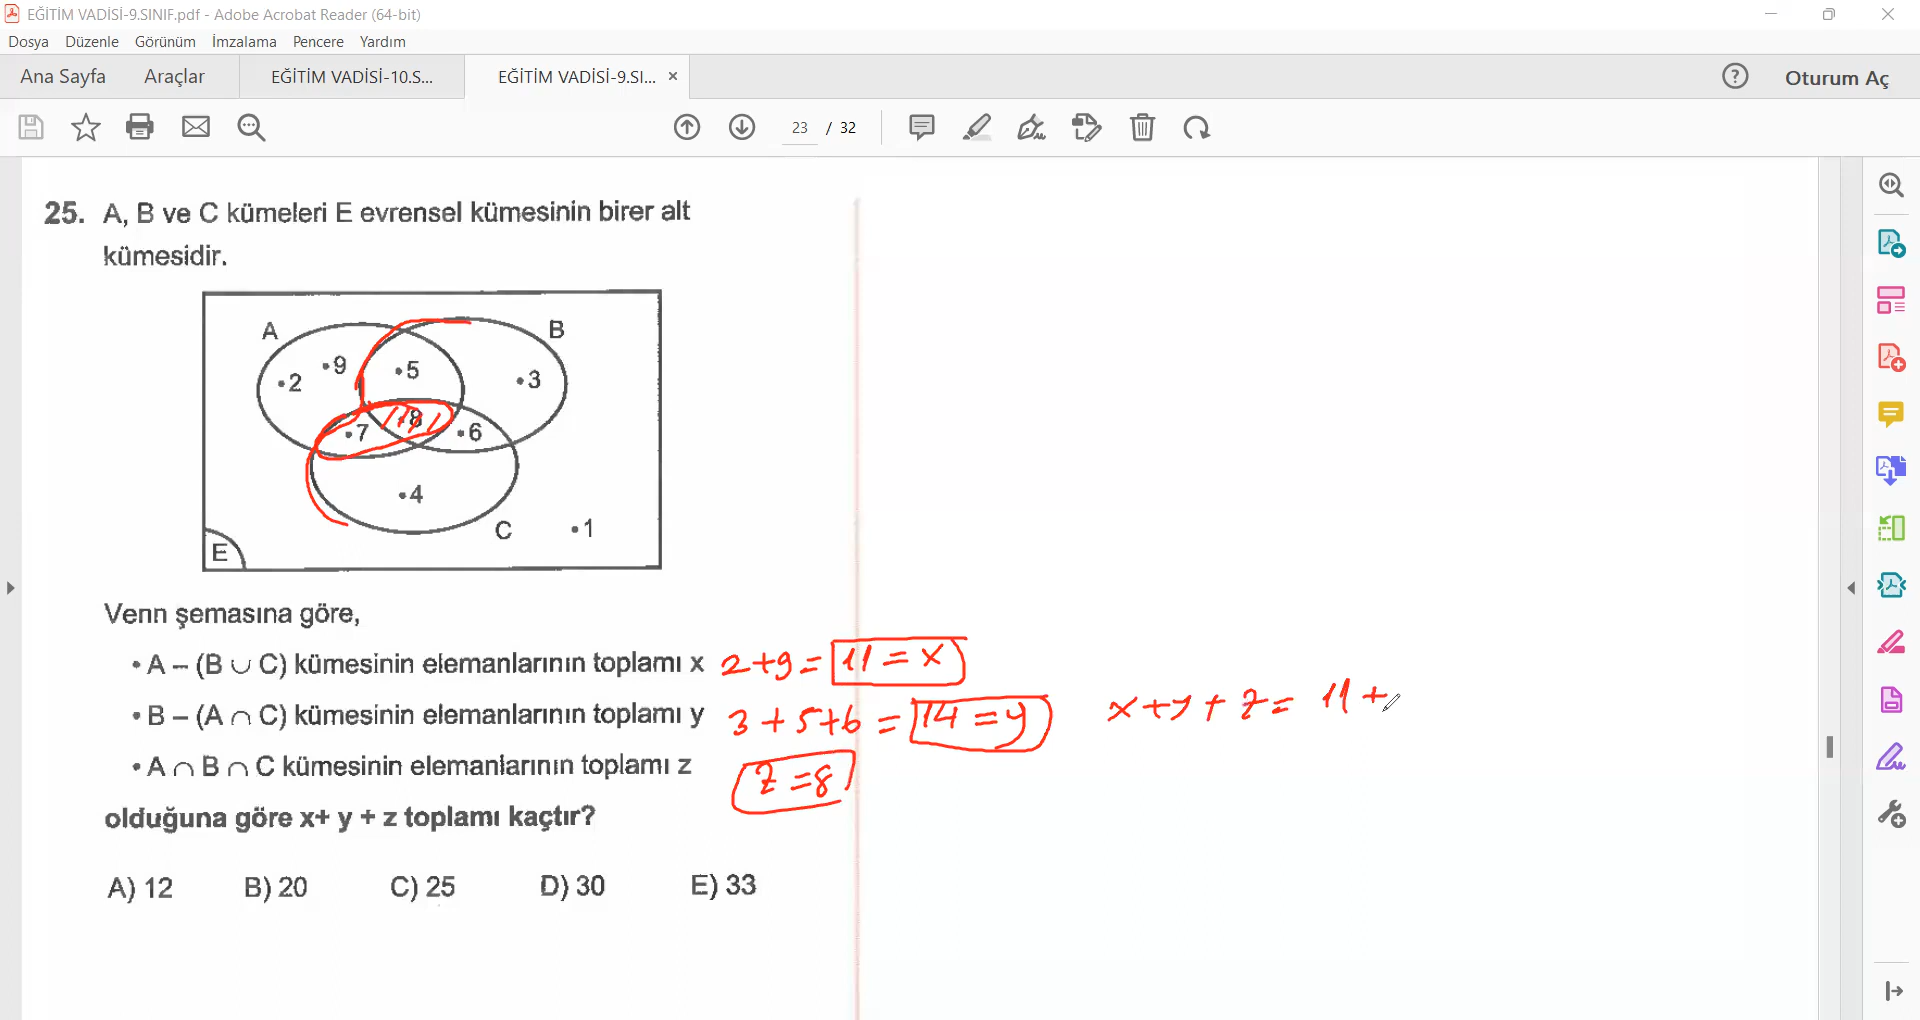 EĞİTİM VADİSİ-9.SINIF.pdf - Adobe Acrobat Reader (64-bit)
Dosya Düzenle Görünüm İmzalama Pencere Yardım
Ana Sayfa Araçlar EĞİTİM VADİSİ-10.S... EĞİTİM VADİSİ-9.SI... × Oturum Aç
23 / 32
25. A, B ve C kümeleri E evrensel kümesinin birer alt
kümesidir.
A B
•2 •9 •5 •3
•7 •8 •6
•4
C •1
E
Venn şemasına göre,
• A – (B ∪ C) kümesinin elemanlarının toplamı x 2+9= 11 = x
• B – (A ∩ C) kümesinin elemanlarının toplamı y 3+5+6 = 14 = y x+y+z= 11+
• A ∩ B ∩ C kümesinin elemanlarının toplamı z z=8
olduğuna göre x+ y + z toplamı kaçtır?
A) 12 B) 20 C) 25 D) 30 E) 33